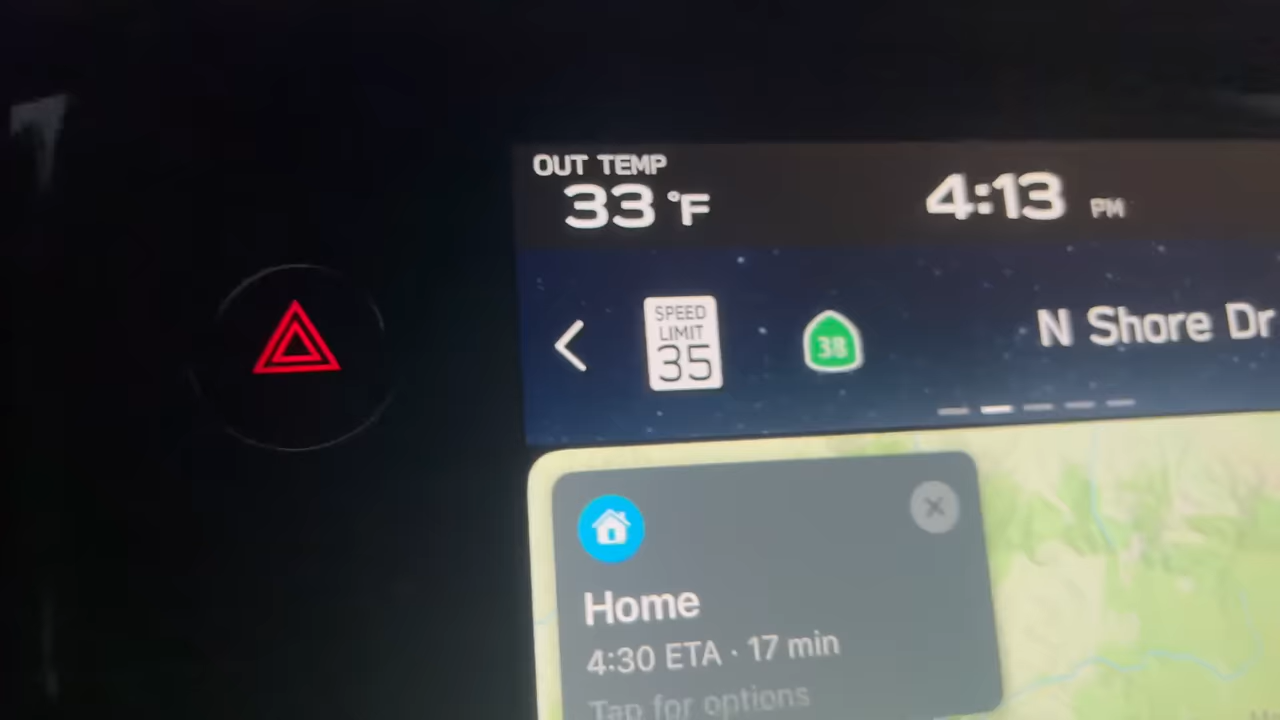 OUT TEMP
33 °F
4:13 PM
SPEED
LIMIT
35
38
N Shore Dr
Home
4:30 ETA · 17 min
Tap for options